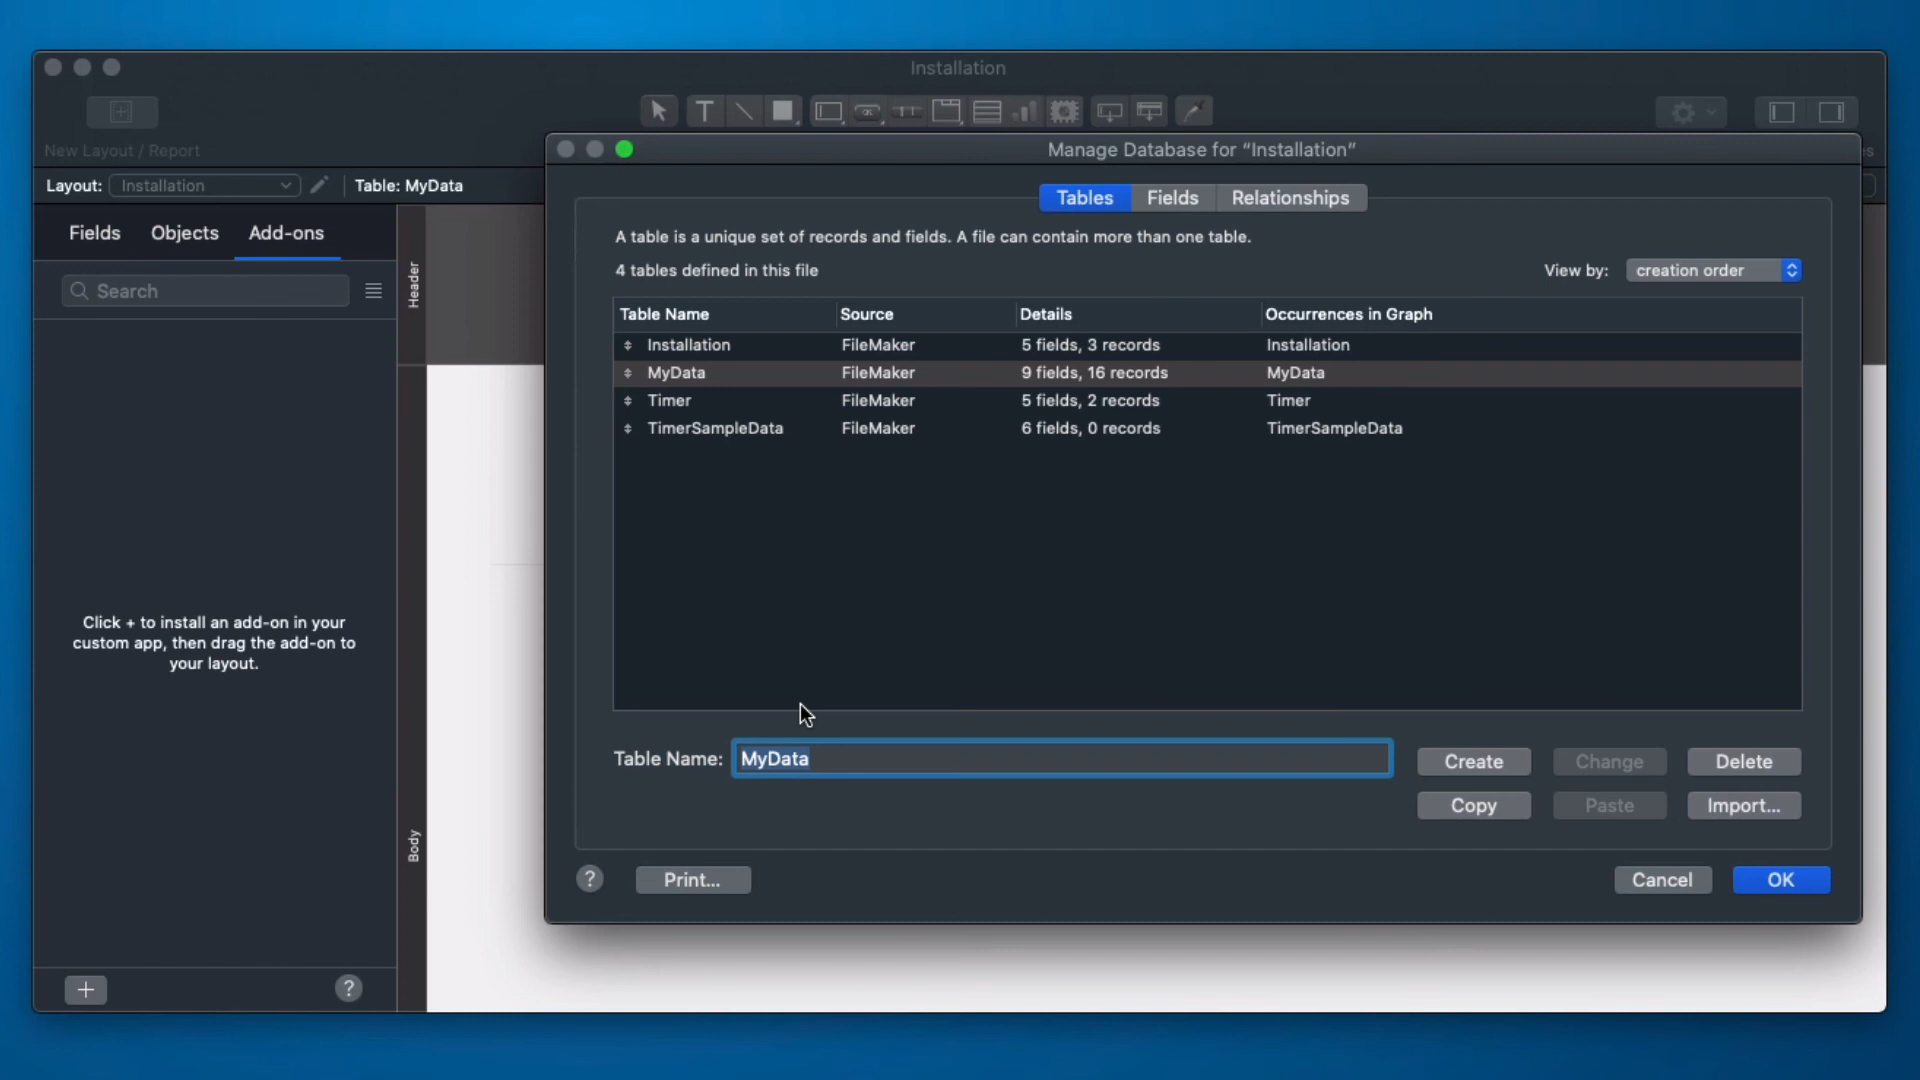 Installation
New Layout / Report
Layout: Installation
Table: MyData
Fields Objects Add-ons
Search
Click + to install an add-on in your
custom app, then drag the add-on to
your layout.
+ ?
Header
Body
Manage Database for “Installation”
Tables Fields Relationships
A table is a unique set of records and fields. A file can contain more than one table.
4 tables defined in this file
View by: creation order
Table Name Source Details Occurrences in Graph
Installation FileMaker 5 fields, 3 records Installation
MyData FileMaker 9 fields, 16 records MyData
Timer FileMaker 5 fields, 2 records Timer
TimerSampleData FileMaker 6 fields, 0 records TimerSampleData
Table Name: MyData
Create Change Delete
Copy Paste Import...
? Print... Cancel OK